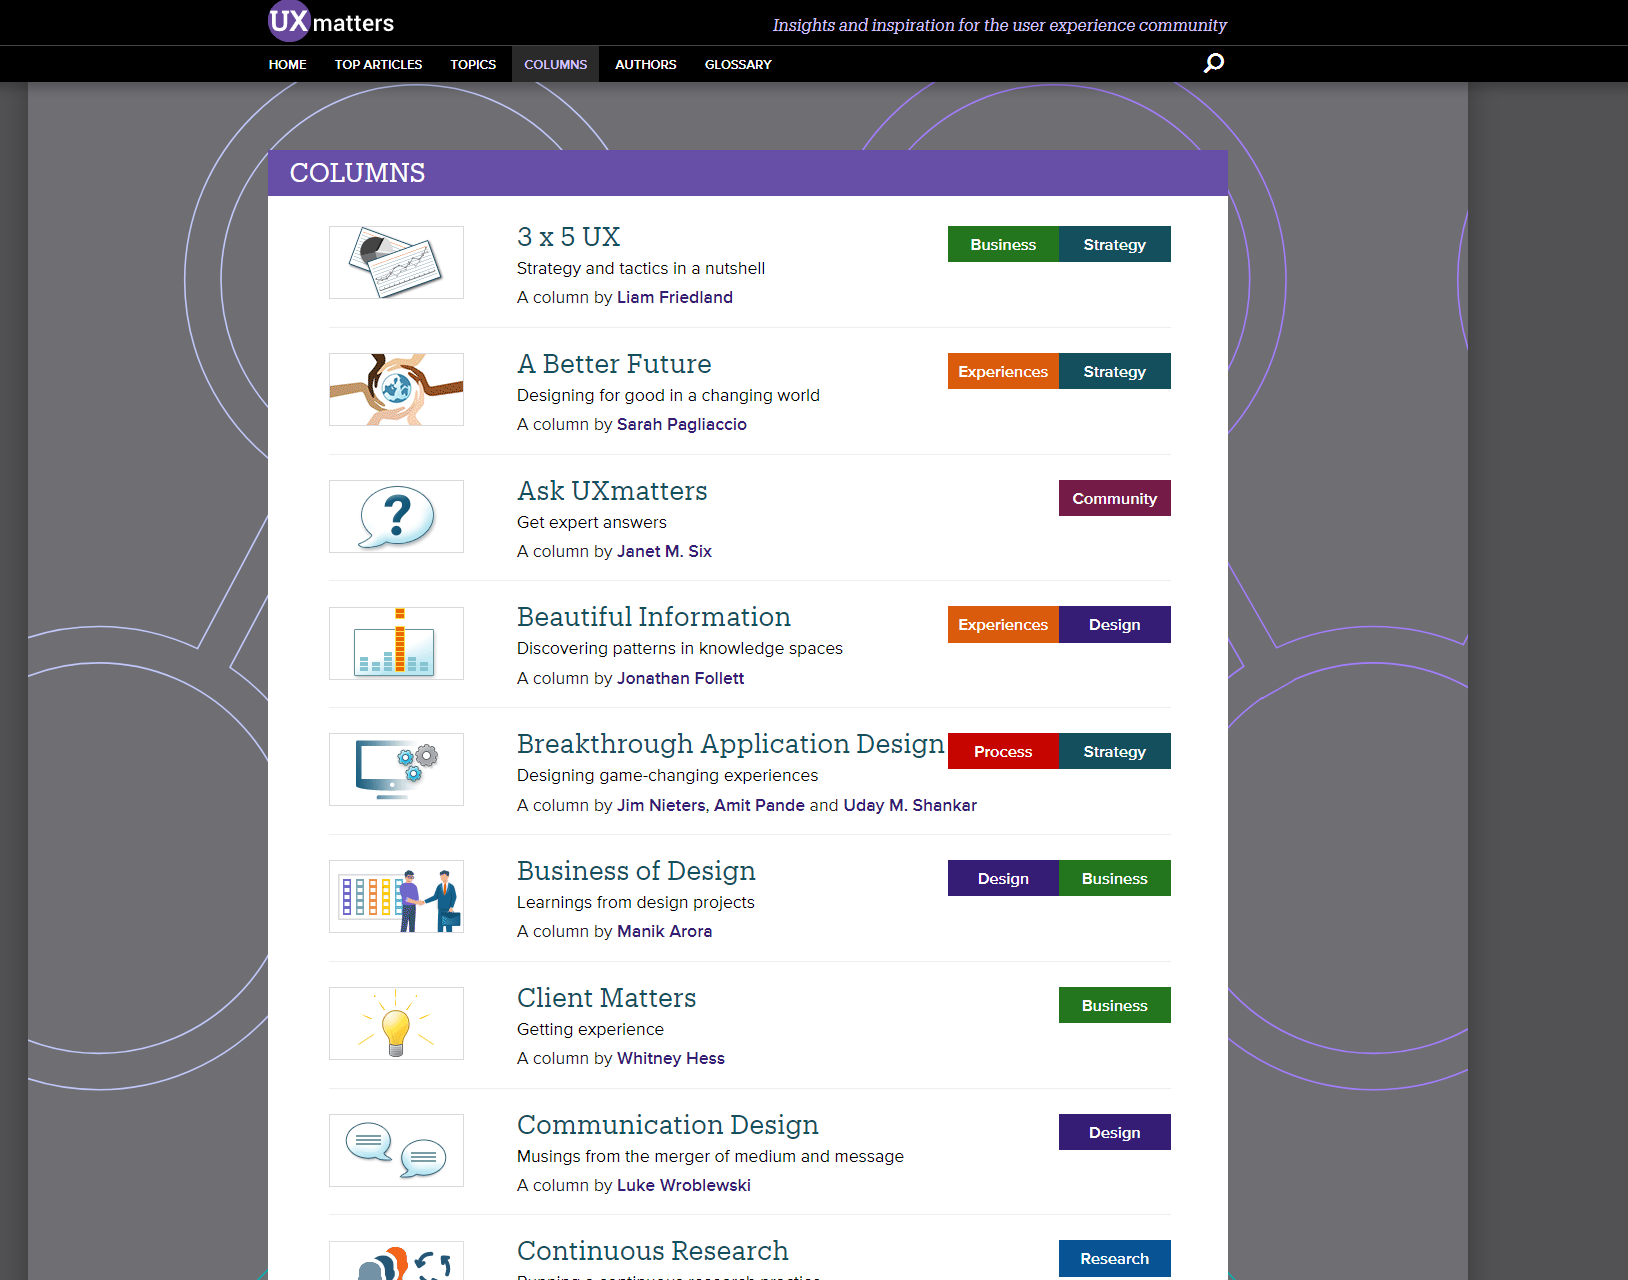 UXmatters
Insights and inspiration for the user experience community
HOME TOP ARTICLES TOPICS COLUMNS AUTHORS GLOSSARY
COLUMNS
3 x 5 UX
Business Strategy
Strategy and tactics in a nutshell
A column by Liam Friedland
A Better Future
Experiences Strategy
Designing for good in a changing world
A column by Sarah Pagliaccio
?
Ask UXmatters
Community
Get expert answers
A column by Janet M. Six
Beautiful Information
Experiences Design
Discovering patterns in knowledge spaces
A column by Jonathan Follett
Breakthrough Application Design
Process Strategy
Designing game-changing experiences
A column by Jim Nieters, Amit Pande and Uday M. Shankar
Business of Design
Design Business
Learnings from design projects
A column by Manik Arora
Client Matters
Business
Getting experience
A column by Whitney Hess
Communication Design
Design
Musings from the merger of medium and message
A column by Luke Wroblewski
Continuous Research
Research